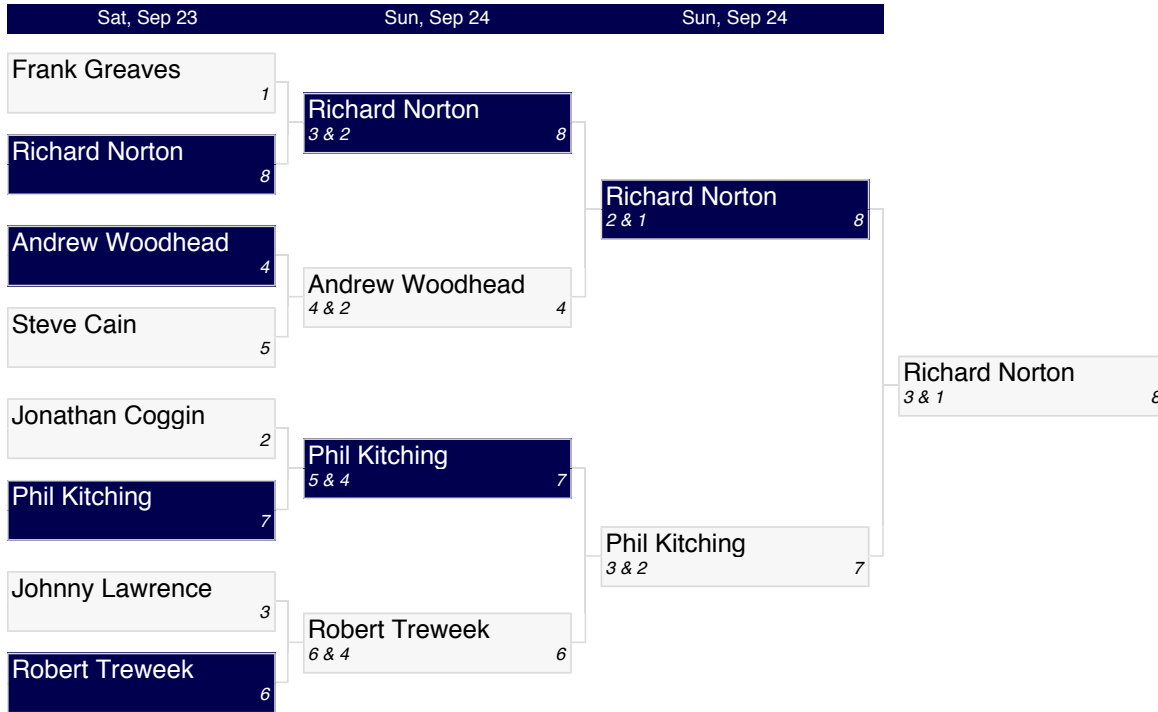 Sat, Sep 23
Sun, Sep 24
Sun, Sep 24
Frank Greaves
1
Richard Norton
8
Andrew Woodhead
4
Steve Cain
5
Jonathan Coggin
2
Phil Kitching
7
Johnny Lawrence
3
Robert Treweek
6
Richard Norton
3 & 2 8
Andrew Woodhead
4 & 2 4
Phil Kitching
5 & 4 7
Robert Treweek
6 & 4 6
Richard Norton
2 & 1 8
Phil Kitching
3 & 2 7
Richard Norton
3 & 1 8